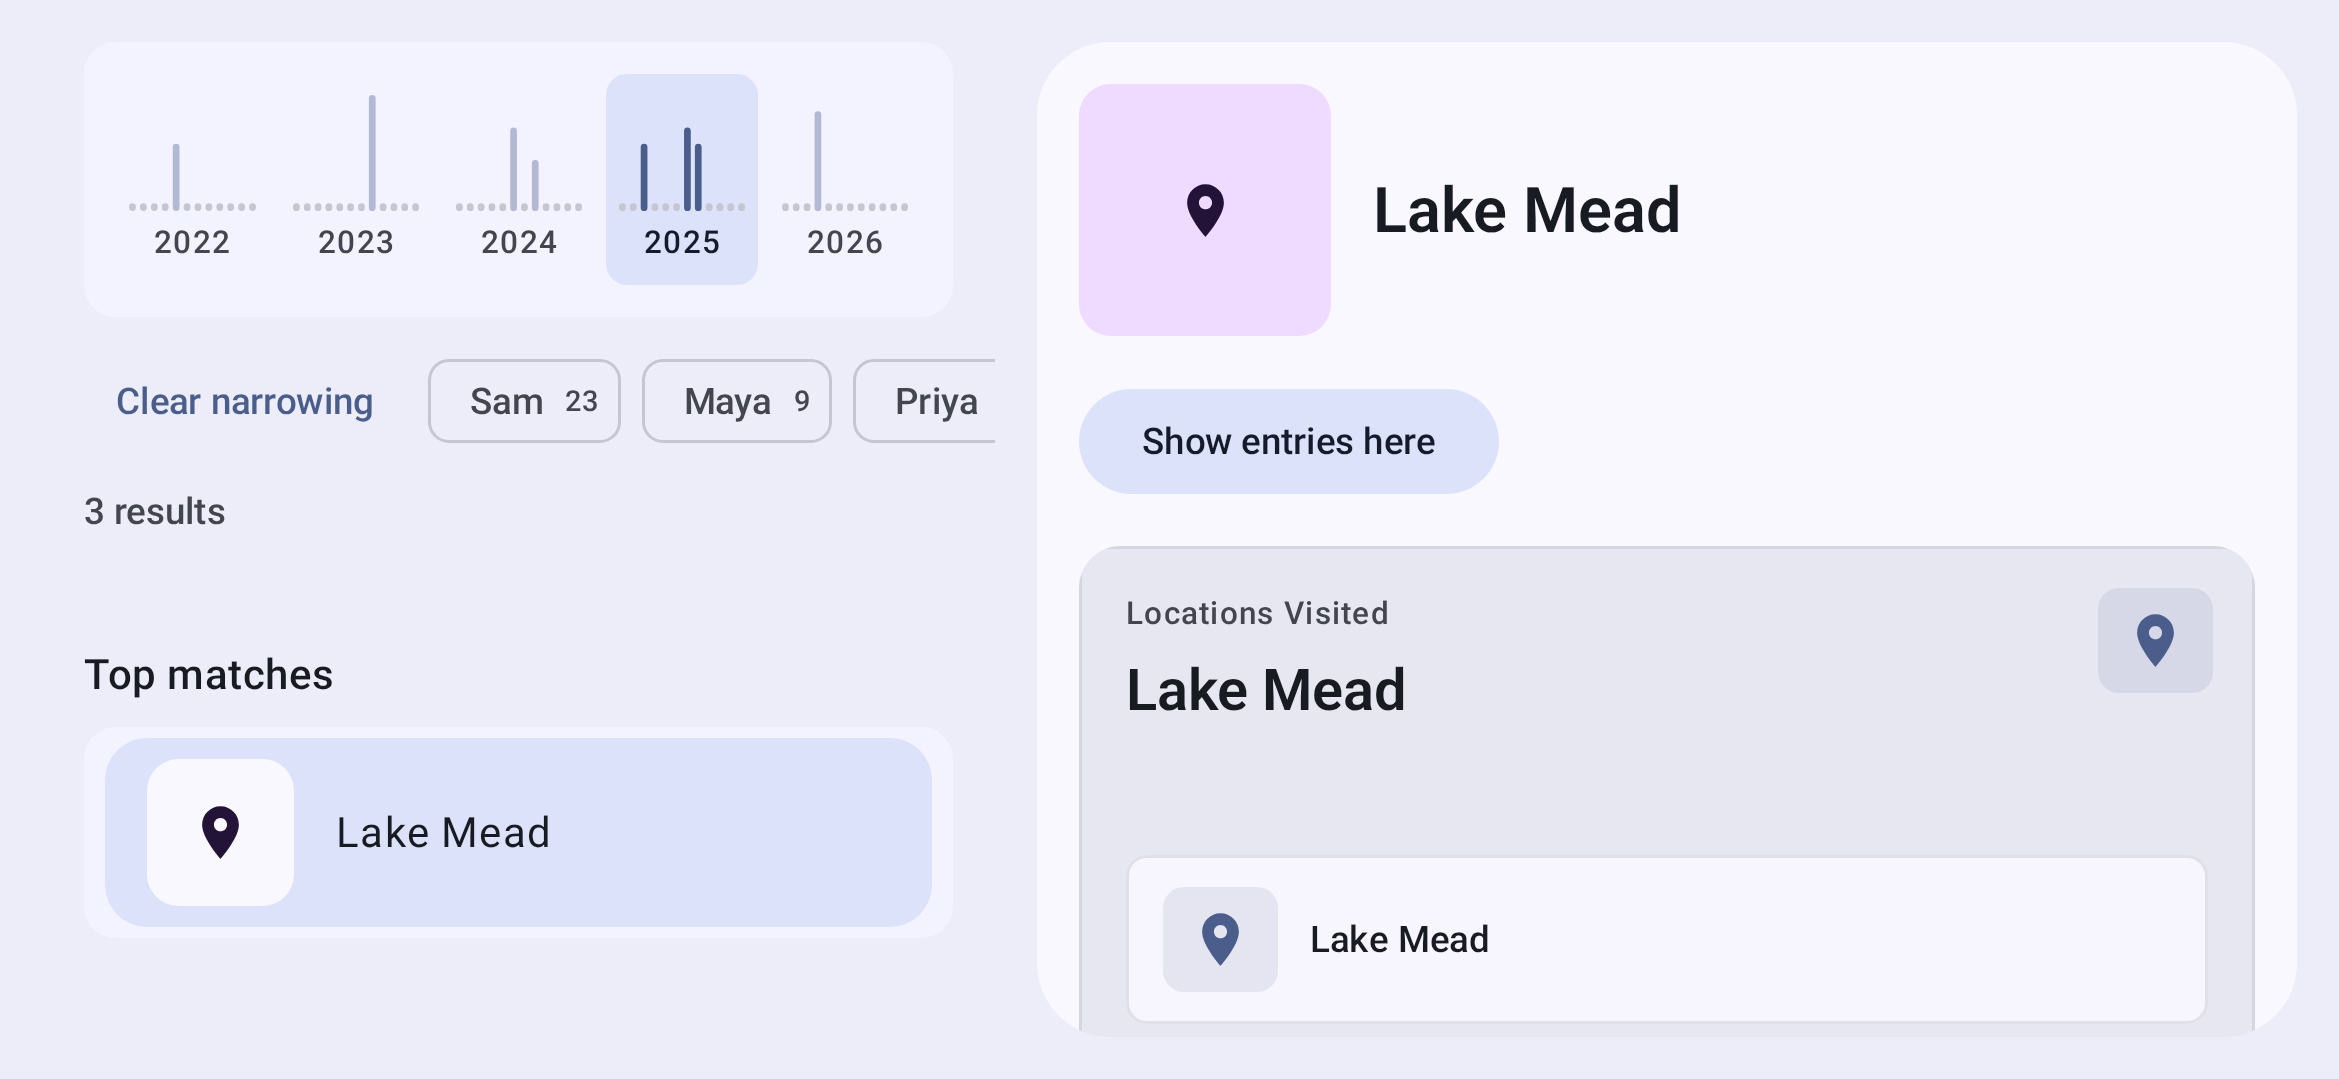 2022 2023 2024 2025 2026
Clear narrowing Sam 23 Maya 9 Priya
3 results
Top matches
Lake Mead
Lake Mead
Show entries here
Locations Visited
Lake Mead
Lake Mead